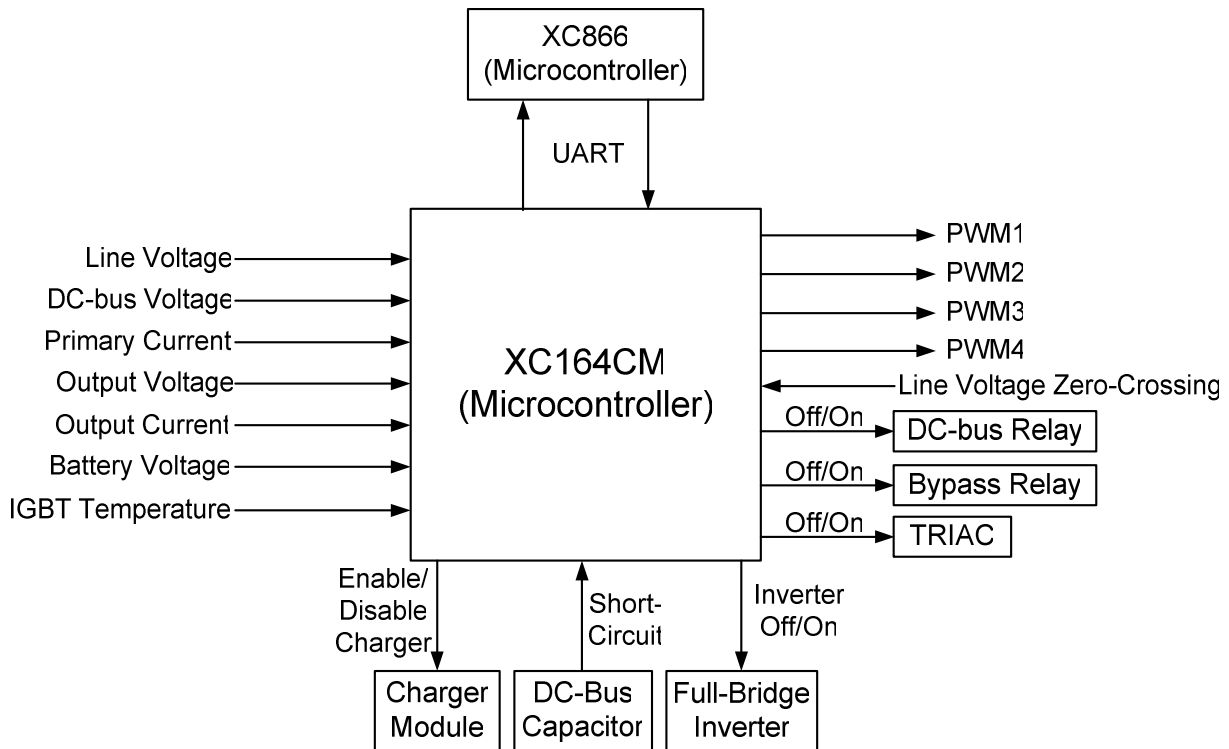 XC866
(Microcontroller)
UART
Line Voltage
DC-bus Voltage
Primary Current
Output Voltage
Output Current
Battery Voltage
IGBT Temperature
XC164CM
(Microcontroller)
PWM1
PWM2
PWM3
PWM4
Line Voltage Zero-Crossing
Off/On
DC-bus Relay
Off/On
Bypass Relay
Off/On
TRIAC
Enable/
Disable
Charger
Short-
Circuit
Inverter
Off/On
Charger
Module
DC-Bus
Capacitor
Full-Bridge
Inverter